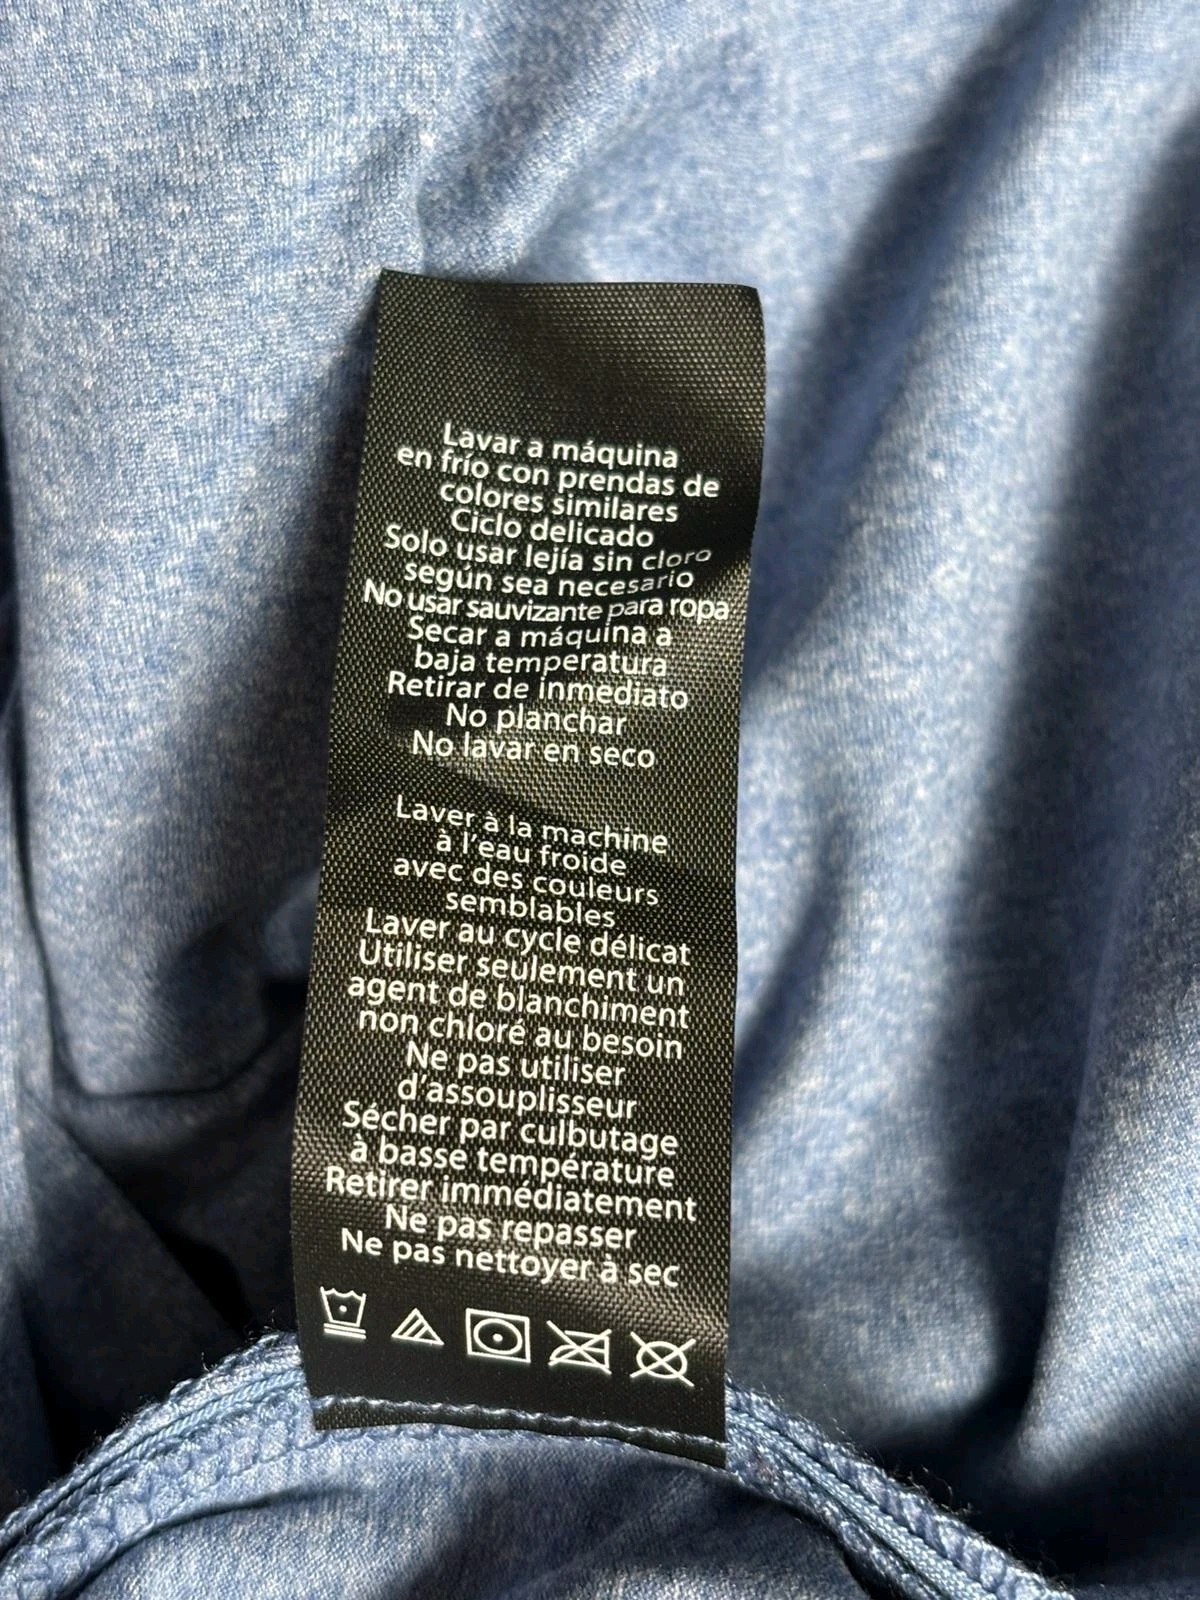 Lavar a máquina
en frío con prendas de
colores similares
Ciclo delicado
Solo usar lejía sin cloro
según sea necesario
No usar sauvizante para ropa
Secar a máquina a
baja temperatura
Retirar de inmediato
No planchar
No lavar en seco
Laver à la machine
à l'eau froide
avec des couleurs
semblables
Laver au cycle délicat
Utiliser seulement un
agent de blanchiment
non chloré au besoin
Ne pas utiliser
d'assouplisseur
Sécher par culbutage
à basse température
Retirer immédiatement
Ne pas repasser
Ne pas nettoyer à sec